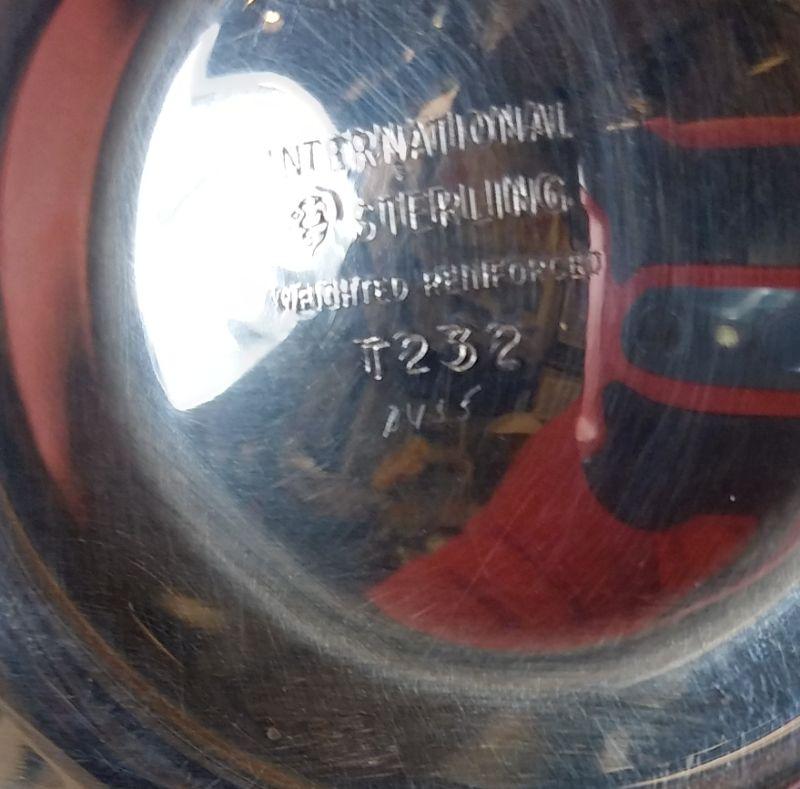 INTERNATIONAL
STERLING
WEIGHTED REINFORCED
T232